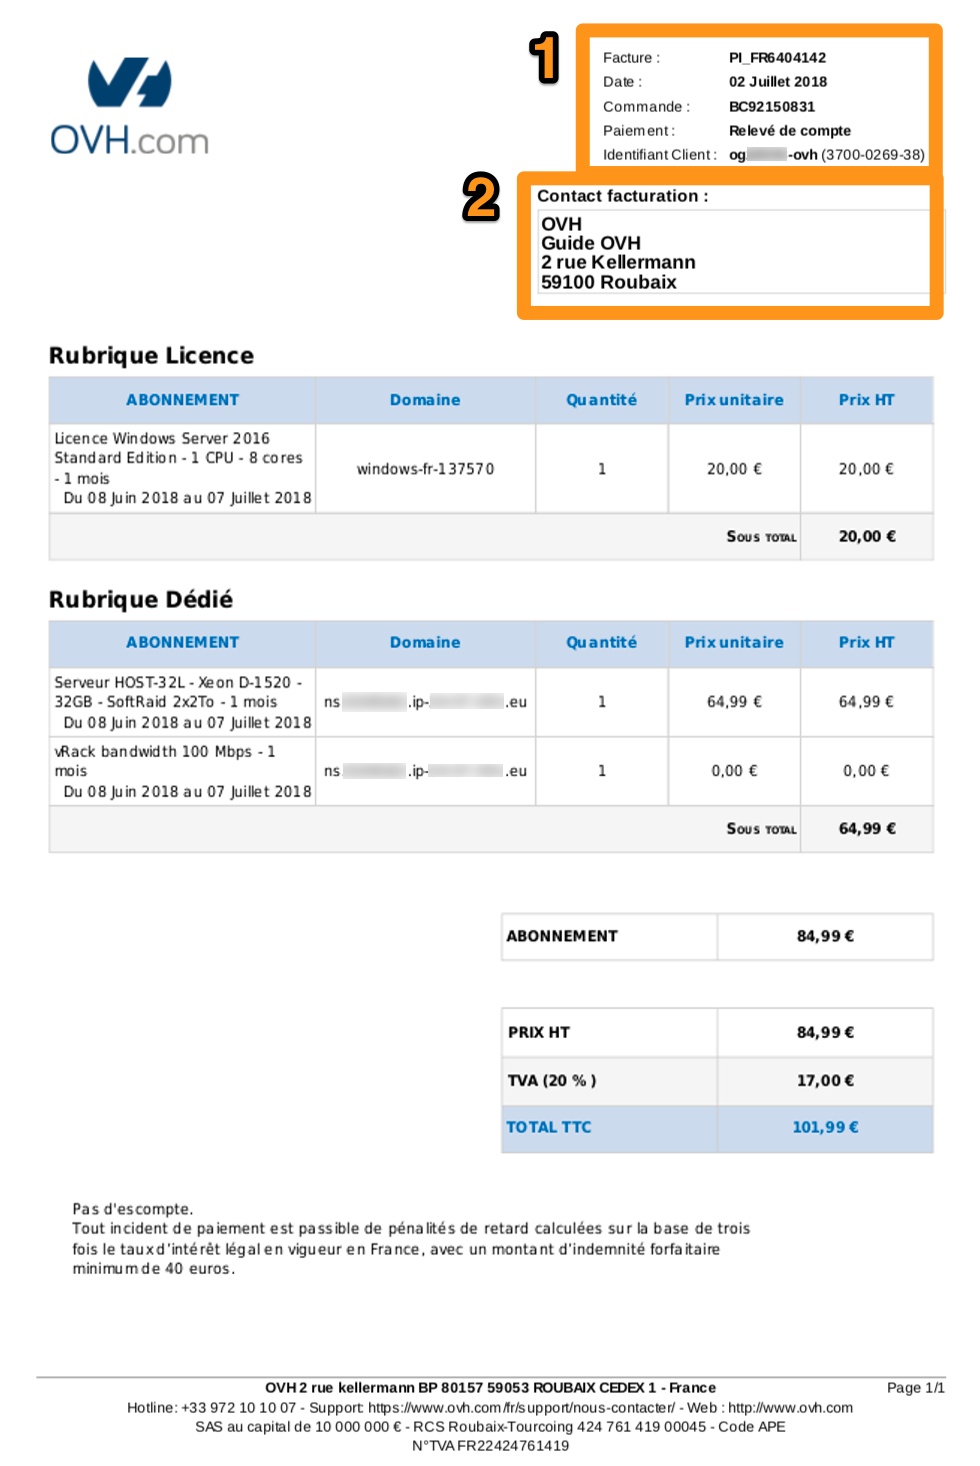 1
Facture : PI_FR6404142
Date : 02 Juillet 2018
Commande : BC92150831
Paiement : Relevé de compte
Identifiant Client : og -ovh (3700-0269-38)
OVH.com
2
Contact facturation :
OVH
Guide OVH
2 rue Kellermann
59100 Roubaix
Rubrique Licence
ABONNEMENT Domaine Quantité Prix unitaire Prix HT
Licence Windows Server 2016
Standard Edition - 1 CPU - 8 cores
- 1 mois
Du 08 Juin 2018 au 07 Juillet 2018
windows-fr-137570 1 20,00 € 20,00 €
SOUS TOTAL 20,00 €
Rubrique Dédié
ABONNEMENT Domaine Quantité Prix unitaire Prix HT
Serveur HOST-32L - Xeon D-1520 -
32GB - SoftRaid 2x2To - 1 mois
Du 08 Juin 2018 au 07 Juillet 2018
ns .ip- .eu 1 64,99 € 64,99 €
vRack bandwidth 100 Mbps - 1
mois
Du 08 Juin 2018 au 07 Juillet 2018
ns .ip- .eu 1 0,00 € 0,00 €
SOUS TOTAL 64,99 €
ABONNEMENT 84,99 €
PRIX HT 84,99 €
TVA (20 % ) 17,00 €
TOTAL TTC 101,99 €
Pas d'escompte.
Tout incident de paiement est passible de pénalités de retard calculées sur la base de trois
fois le taux d'intérêt légal en vigueur en France, avec un montant d'indemnité forfaitaire
minimum de 40 euros.
OVH 2 rue kellermann BP 80157 59053 ROUBAIX CEDEX 1 - France
Page 1/1
Hotline: +33 972 10 10 07 - Support: https://www.ovh.com/fr/support/nous-contacter/ - Web : http://www.ovh.com
SAS au capital de 10 000 000 € - RCS Roubaix-Tourcoing 424 761 419 00045 - Code APE
N°TVA FR22424761419